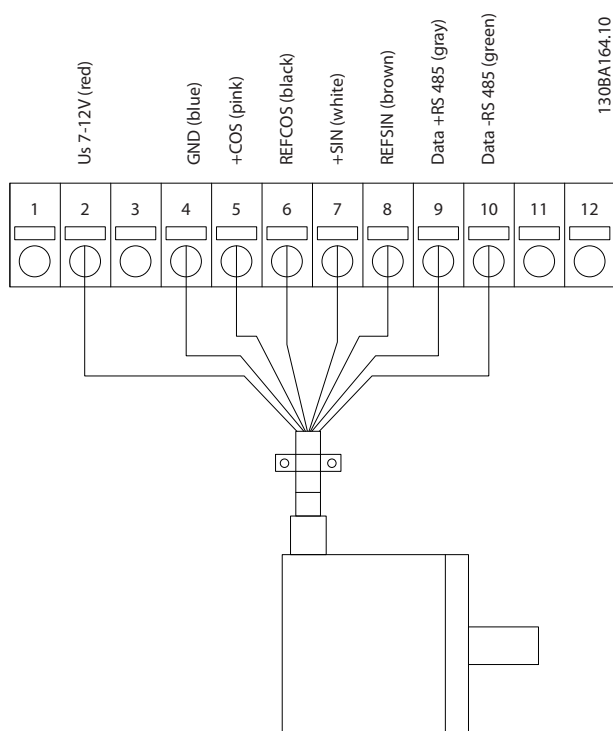 Us 7-12V (red)
GND (blue)
+COS (pink)
REFCOS (black)
+SIN (white)
REFSIN (brown)
Data +RS 485 (gray)
Data -RS 485 (green)
130BA164.10
1 2 3 4 5 6 7 8 9 10 11 12